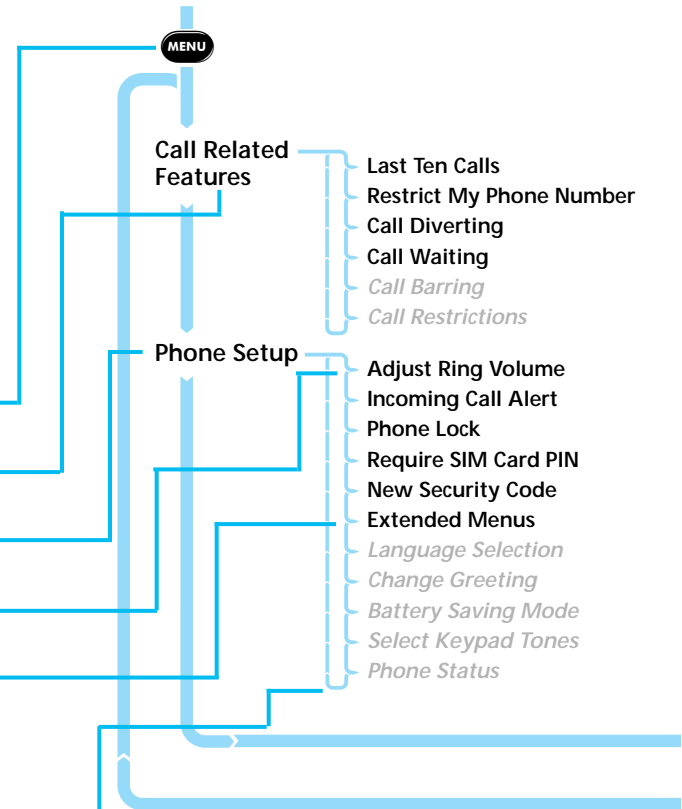 MENU
Call Related
Features
Last Ten Calls
Restrict My Phone Number
Call Diverting
Call Waiting
Call Barring
Call Restrictions
Phone Setup
Adjust Ring Volume
Incoming Call Alert
Phone Lock
Require SIM Card PIN
New Security Code
Extended Menus
Language Selection
Change Greeting
Battery Saving Mode
Select Keypad Tones
Phone Status